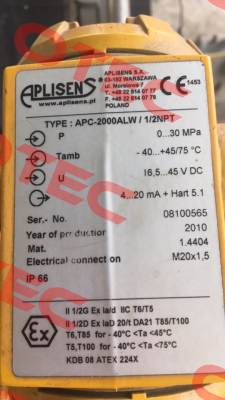 APLISENS
www.aplisens.pl
APLISENS S.A.
03-192 WARSZAWA
ul. Morelowa 7
T. +48 22 814 07 77
F. +48 22 814 07 78
POLAND
CE 1453
TYPE : APC-2000ALW / 1/2NPT
P 0...30 MPa
Tamb - 40...+45/75 °C
U 16,5...45 V DC
4...20 mA + Hart 5.1
Ser.- No. 08100565
Year of production 2010
Mat. 1.4404
Electrical connection M20x1,5
IP 66
Ex
II 1/2G Ex ia/d IIC T6/T5
II 1/2D Ex iaD 20/t DA21 T85/T100
T6,T85 for - 40°C <Ta <45°C
T5,T100 for - 40°C <Ta <75°C
KDB 08 ATEX 224X